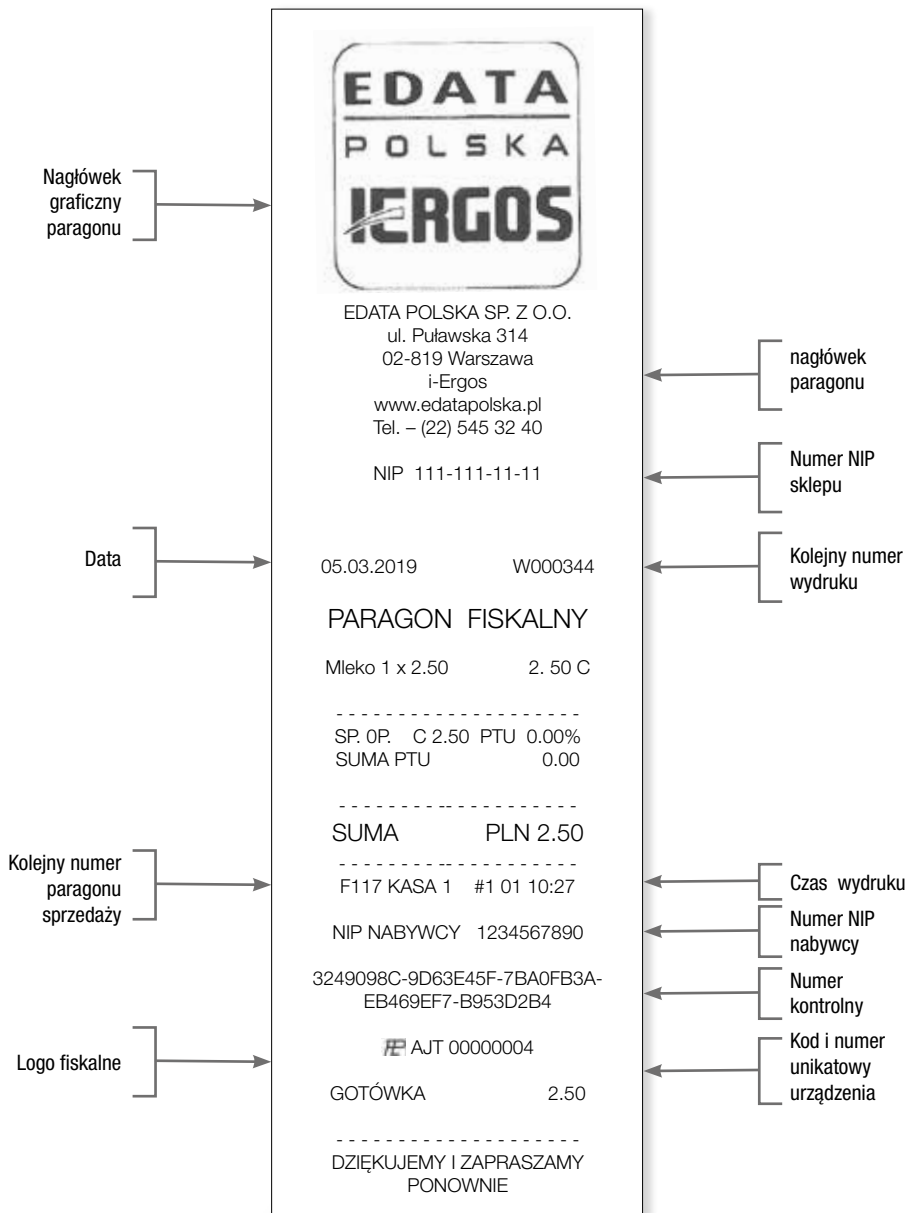 EDATA
POLSKA
IERGOS
Nagłówek
graficzny
paragonu
EDATA POLSKA SP. Z O.O.
ul. Puławska 314
02-819 Warszawa
i-Ergos
www.edatapolska.pl
Tel. – (22) 545 32 40
nagłówek
paragonu
NIP 111-111-11-11
Numer NIP
sklepu
Data
05.03.2019 W000344
Kolejny numer
wydruku
PARAGON FISKALNY
Mleko 1 x 2.50 2. 50 C
- - - - - - - - - - - - - - - - - - - -
SP. 0P. C 2.50 PTU 0.00%
SUMA PTU 0.00
- - - - - - - - -- - - - - - - - - - -
SUMA PLN 2.50
- - - - - - - - -- - - - - - - - - - -
Kolejny numer
paragonu
sprzedaży
F117 KASA 1 #1 01 10:27
Czas wydruku
NIP NABYWCY 1234567890
Numer NIP
nabywcy
3249098C-9D63E45F-7BA0FB3A-
EB469EF7-B953D2B4
Numer
kontrolny
AJT 00000004
Logo fiskalne
Kod i numer
unikatowy
urządzenia
GOTÓWKA 2.50
- - - - - - - - - - - - - - - - - - - -
DZIĘKUJEMY I ZAPRASZAMY
PONOWNIE